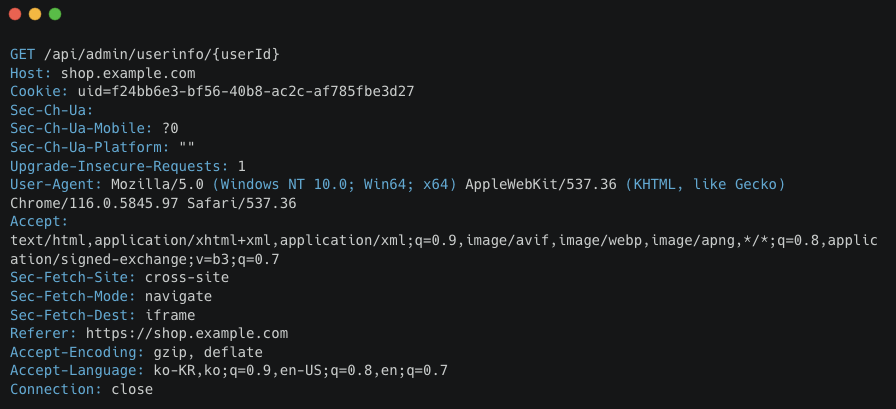 GET /api/admin/userinfo/{userId}
Host: shop.example.com
Cookie: uid=f24bb6e3-bf56-40b8-ac2c-af785fbe3d27
Sec-Ch-Ua:
Sec-Ch-Ua-Mobile: ?0
Sec-Ch-Ua-Platform: ""
Upgrade-Insecure-Requests: 1
User-Agent: Mozilla/5.0 (Windows NT 10.0; Win64; x64) AppleWebKit/537.36 (KHTML, like Gecko)
Chrome/116.0.5845.97 Safari/537.36
Accept:
text/html,application/xhtml+xml,application/xml;q=0.9,image/avif,image/webp,image/apng,*/*;q=0.8,applic
ation/signed-exchange;v=b3;q=0.7
Sec-Fetch-Site: cross-site
Sec-Fetch-Mode: navigate
Sec-Fetch-Dest: iframe
Referer: https://shop.example.com
Accept-Encoding: gzip, deflate
Accept-Language: ko-KR,ko;q=0.9,en-US;q=0.8,en;q=0.7
Connection: close